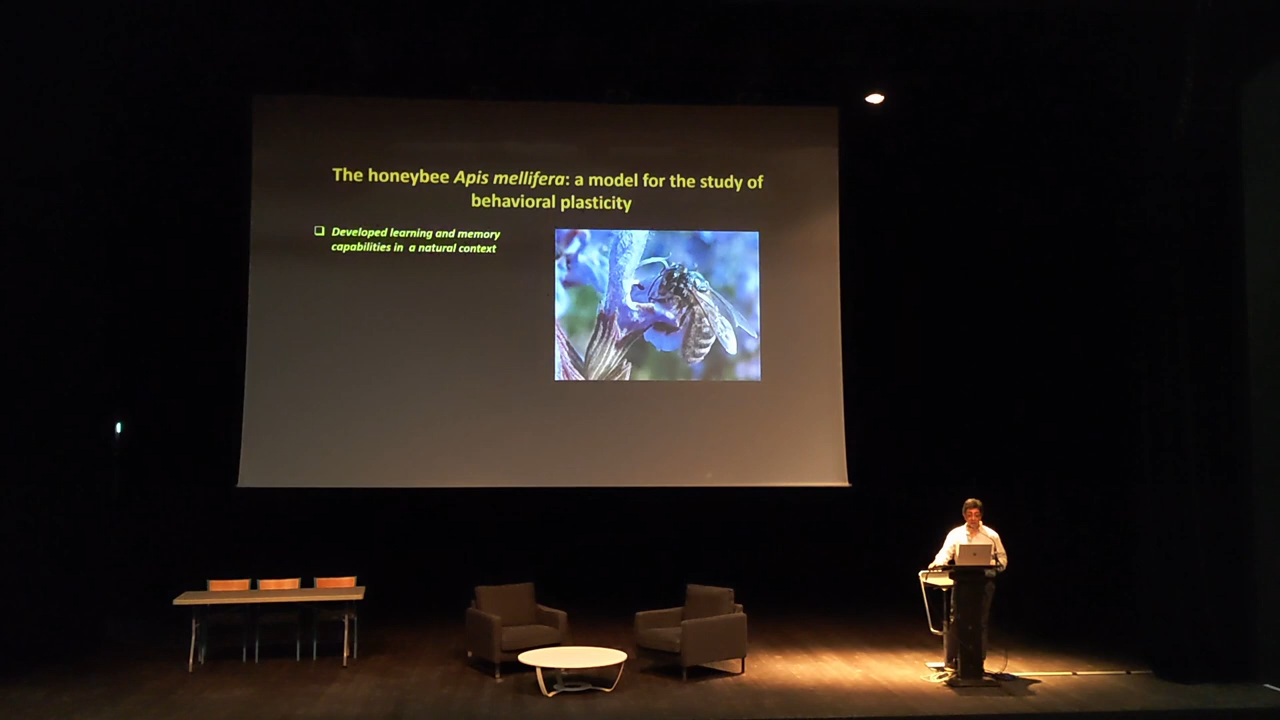 The honeybee Apis mellifera: a model for the study of
behavioral plasticity
Developed learning and memory
capabilities in a natural context